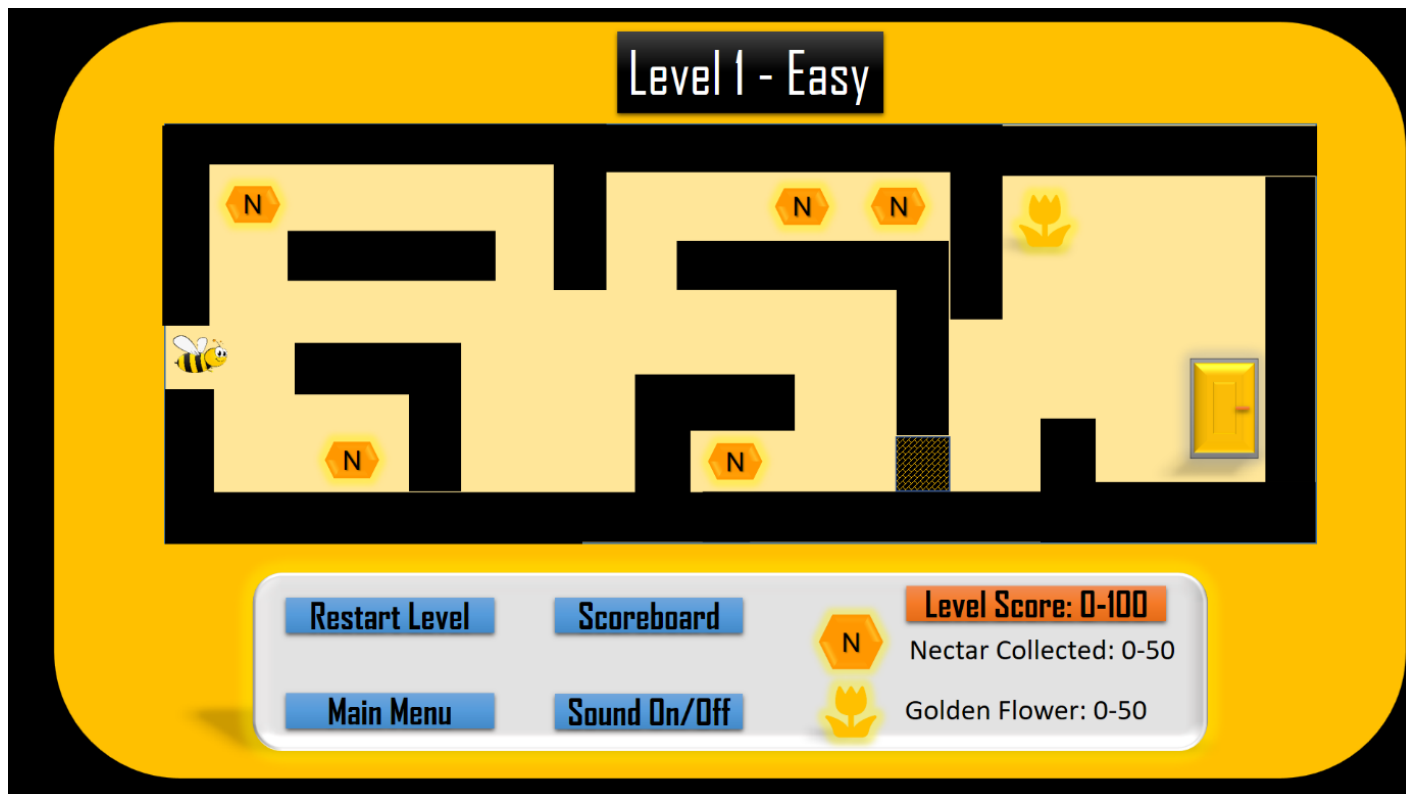 Level 1 - Easy
N
N
N
N
N
Restart Level
Scoreboard
Level Score: 0-100
N
Nectar Collected: 0-50
Main Menu
Sound On/Off
Golden Flower: 0-50